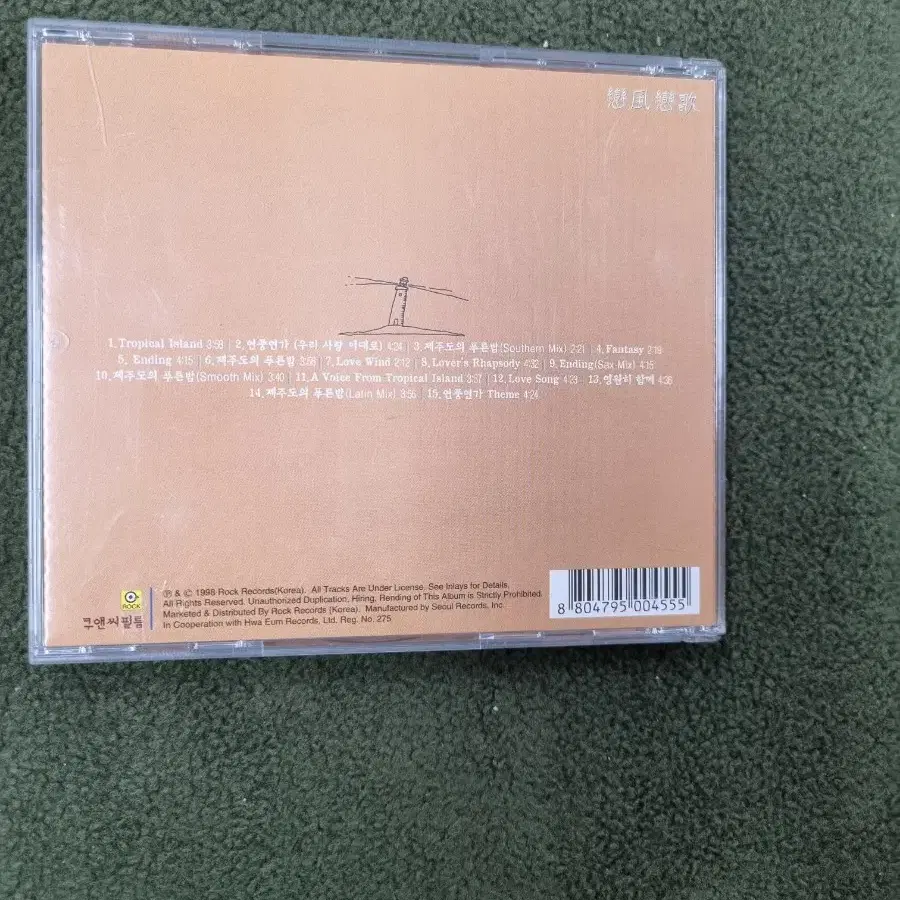 戀風戀歌
1.Tropical Island 3:58 | 2.연풍연가 (우리 사랑 이대로) 4:24 | 3.제주도의 푸른밤(Southern Mix) 2:21 | 4.Fantasy 2:19
5. Ending 4:15 | 6.제주도의 푸른밤 3:58 | 7.Love Wind 2:12 | 8.Lover's Rhapsody 4:32 | 9.Ending(Sax Mix) 4:15
10.제주도의 푸른밤(Smooth Mix) 3:40 | 11.A Voice From Tropical Island 3:57 | 12.Love Song 4:23 · 13.영원히 함께 4:36
14.제주도의 푸른밤(Latin Mix) 3:56 | 15.연풍연가 Theme 4:24
ROCK
쿠앤씨필름
℗ & © 1998 Rock Records(Korea). All Tracks Are Under License. See Inlays for Details.
All Rights Reserved. Unauthorized Duplication, Hiring, Rending of This Album is Strictly Prohibited.
Marketed & Distributed By Rock Records [Korea]. Manufactured by Seoul Records, Inc.
In Cooperation with Hwa Eum Records, Ltd. Reg. No. 275
8 804795 004555